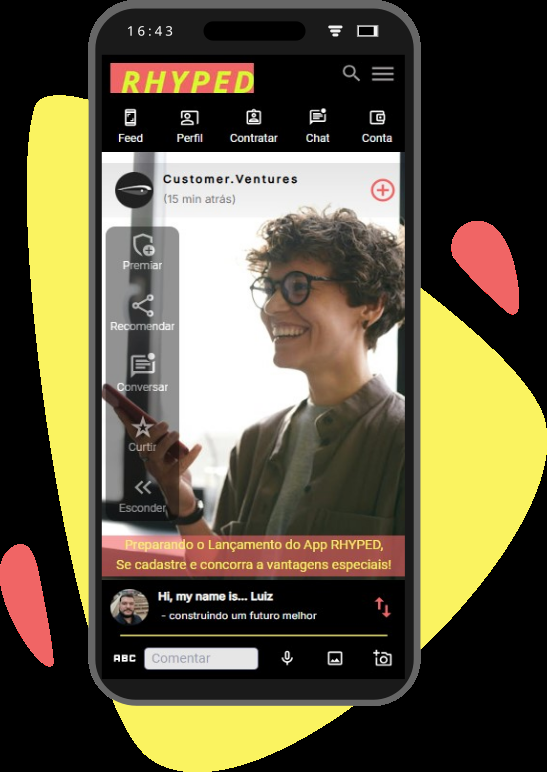 16:43
RHYPED
Feed Perfil Contratar Chat Conta
Customer.Ventures
(15 min atrás)
Premiar
Recomendar
Conversar
Curtir
Esconder
Preparando o Lançamento do App RHYPED,
Se cadastre e concorra a vantagens especiais!
Hi, my name is... Luiz
- construindo um futuro melhor
ABC Comentar